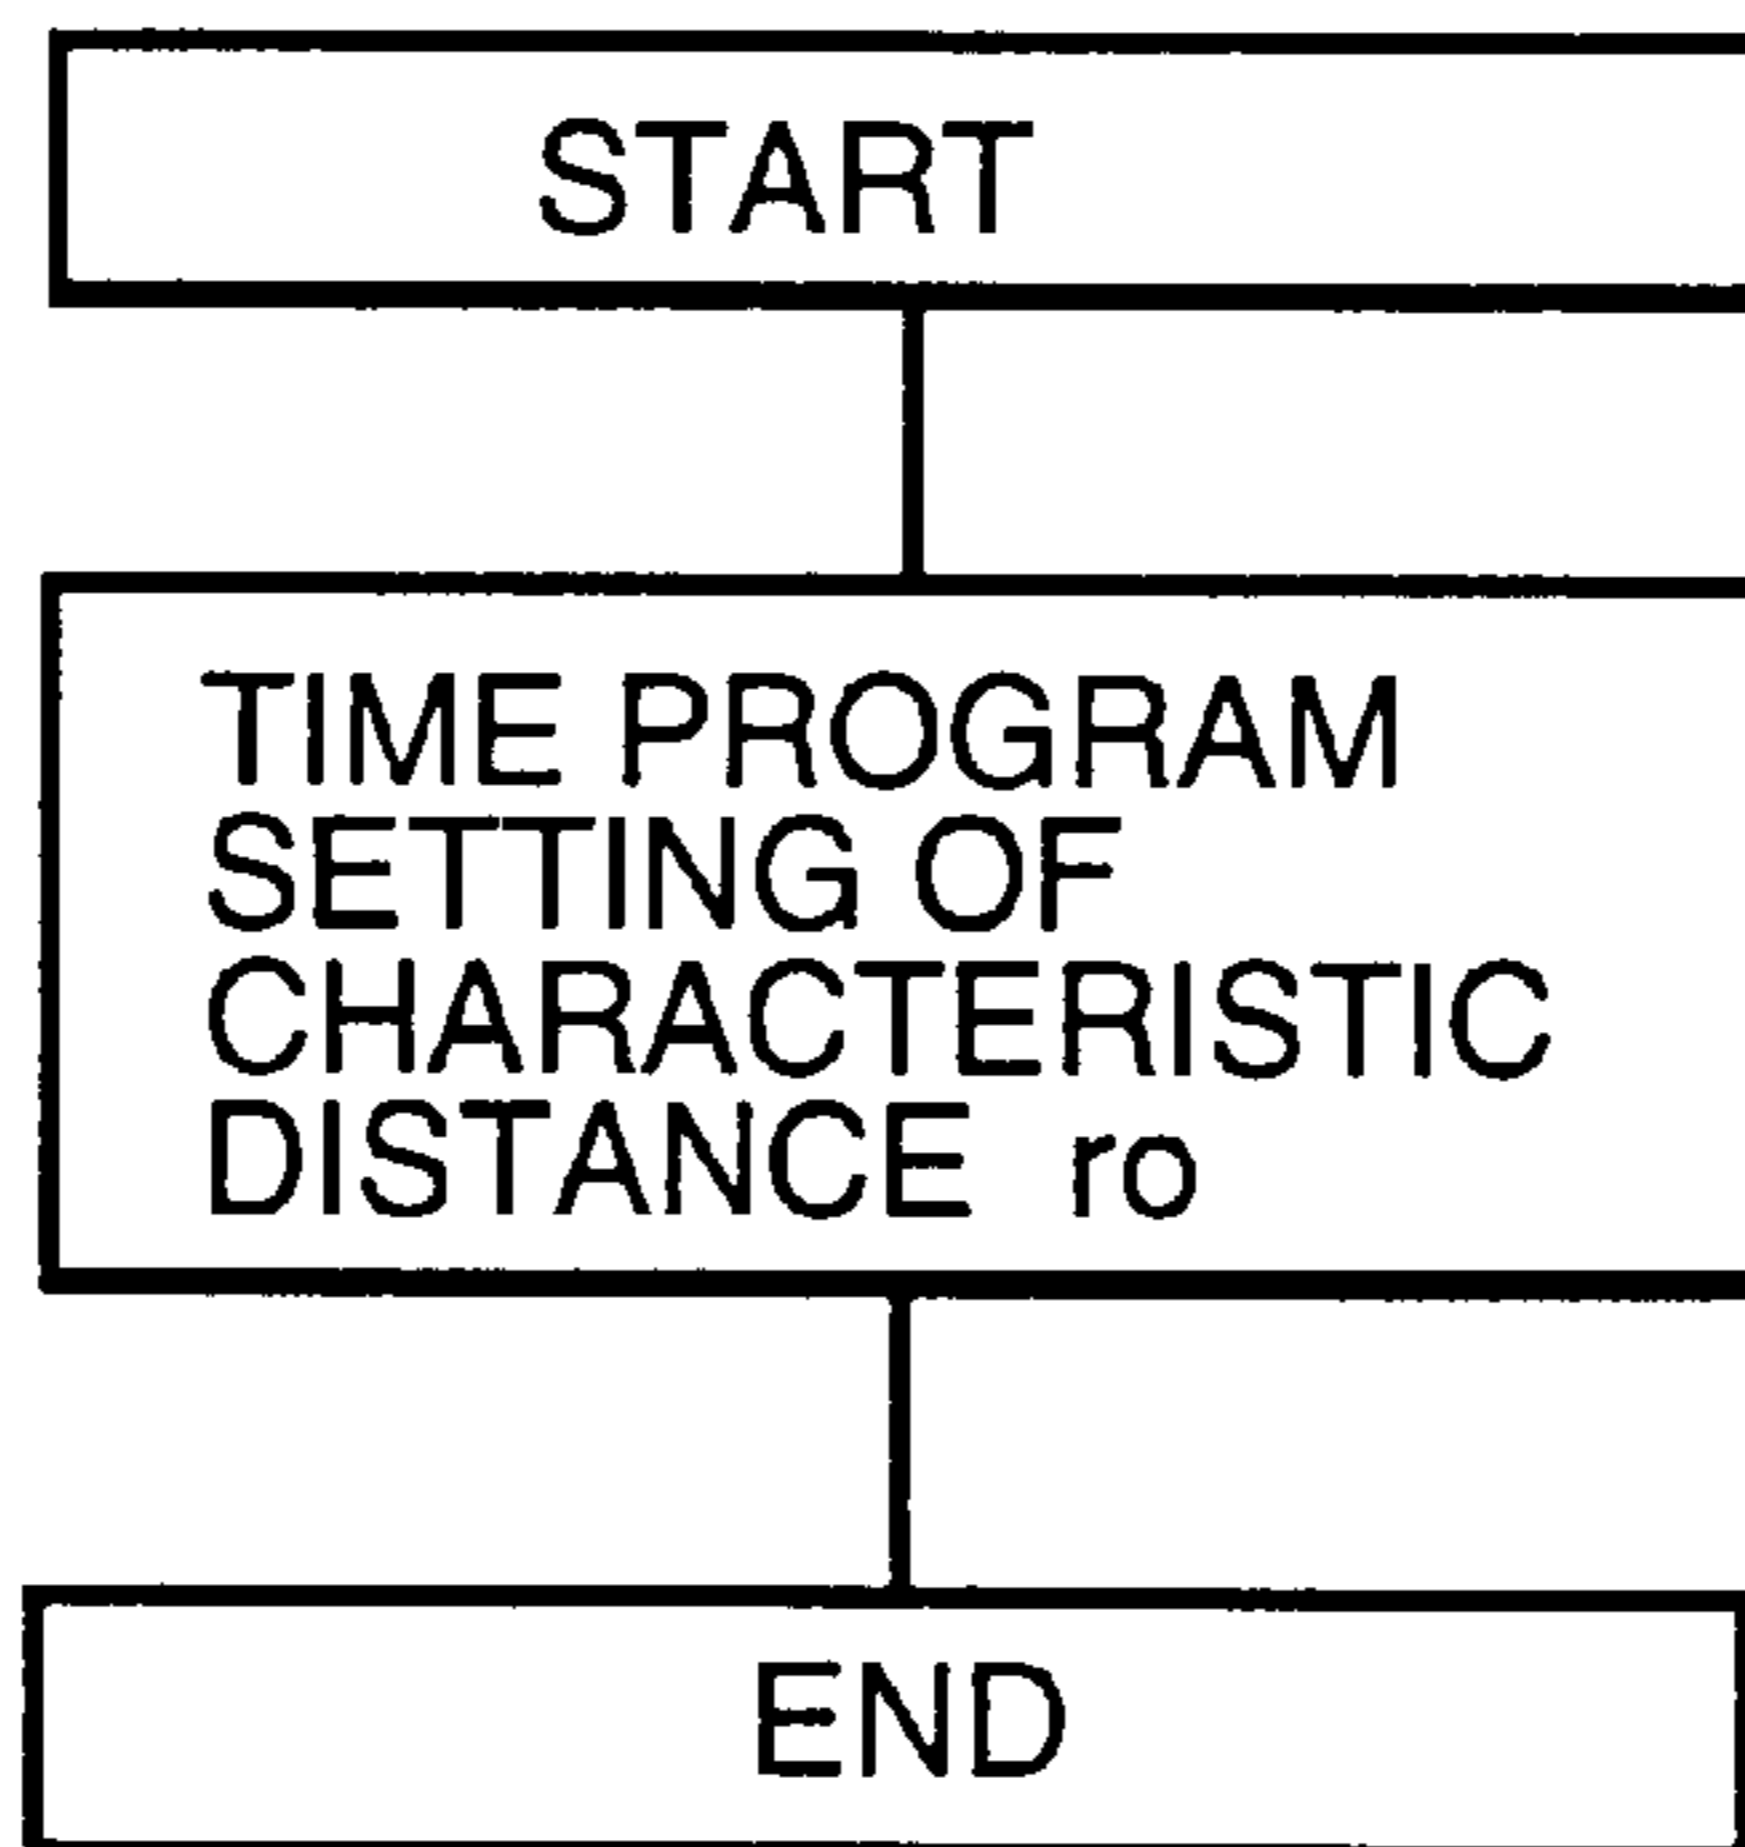 START
TIME PROGRAM
SETTING OF
CHARACTERISTIC
DISTANCE ro
END